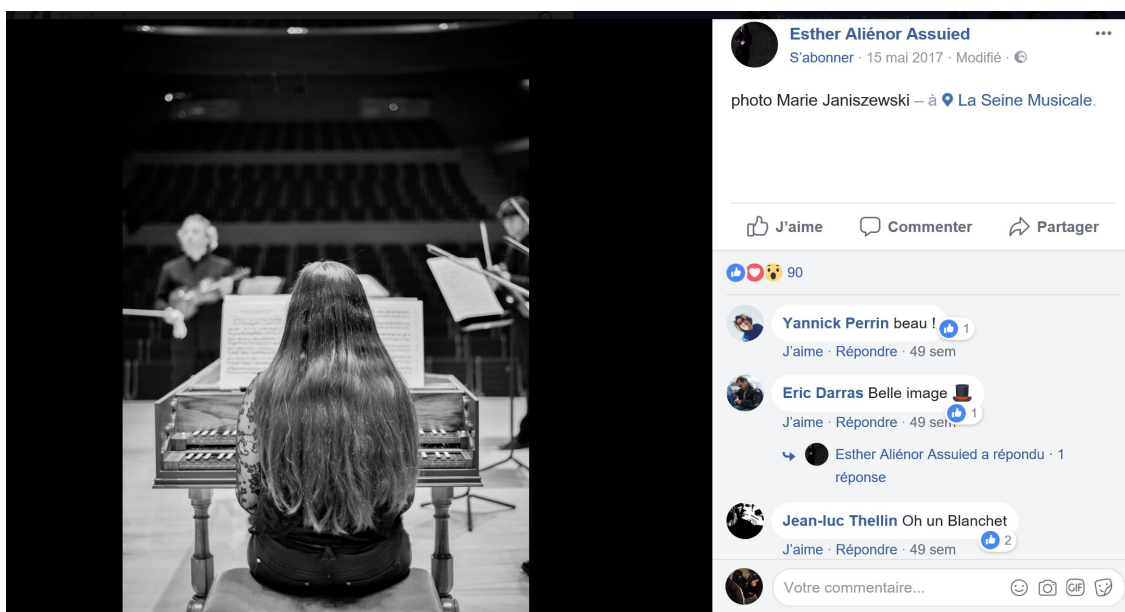 Esther Aliénor Assuied
S'abonner · 15 mai 2017 · Modifié ·
photo Marie Janiszewski – à La Seine Musicale.
J'aime Commenter Partager
90
Yannick Perrin beau !
1
J'aime · Répondre · 49 sem
Eric Darras Belle image
1
J'aime · Répondre · 49 sem
Esther Aliénor Assuied a répondu · 1
réponse
Jean-luc Thellin Oh un Blanchet
2
J'aime · Répondre · 49 sem
Votre commentaire...
GIF